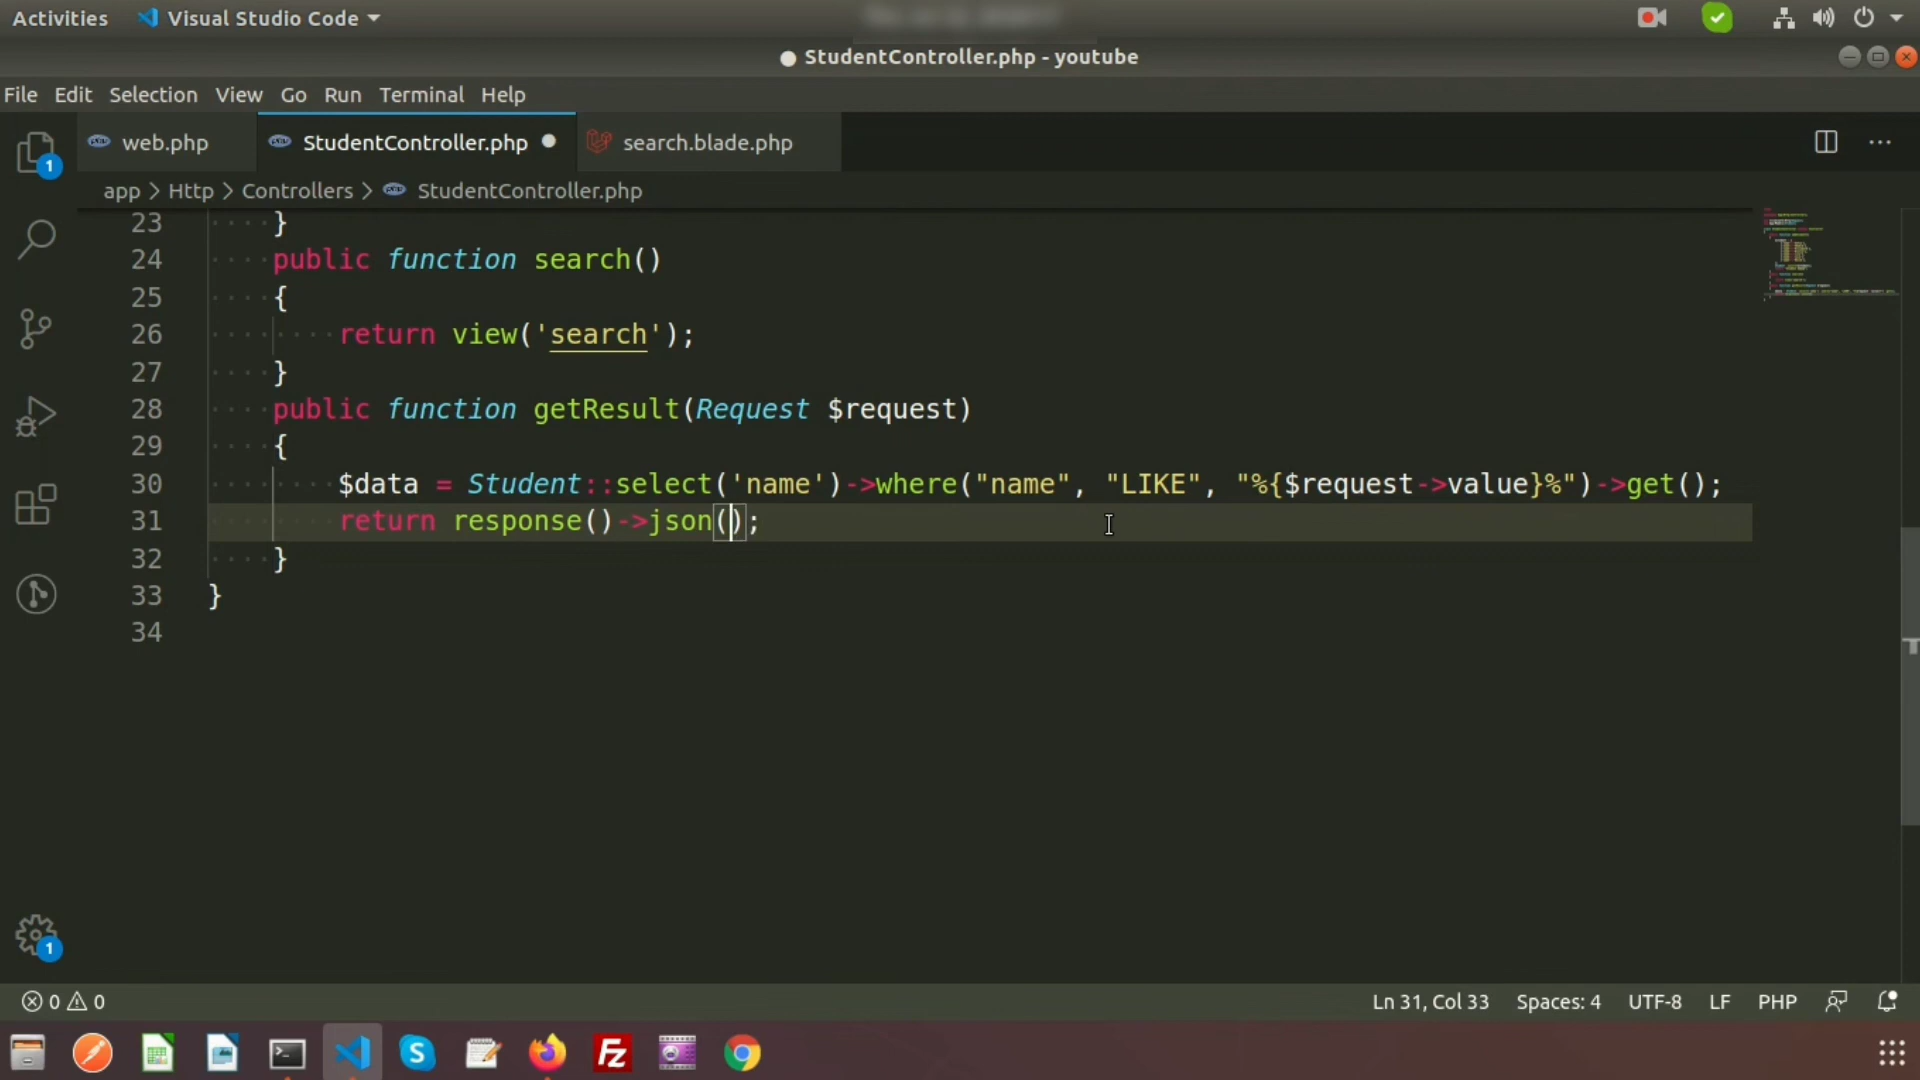 Activities Visual Studio Code
StudentController.php - youtube
File Edit Selection View Go Run Terminal Help
web.php StudentController.php search.blade.php
1
app > Http > Controllers > StudentController.php
23 }
24 public function search()
25 {
26 return view('search');
27 }
28 public function getResult(Request $request)
29 {
30 $data = Student::select('name')->where("name", "LIKE", "%{$request->value}%")->get();
31 return response()->json();
32 }
33 }
34
1
0 0 Ln 31, Col 33 Spaces: 4 UTF-8 LF PHP
S Fz